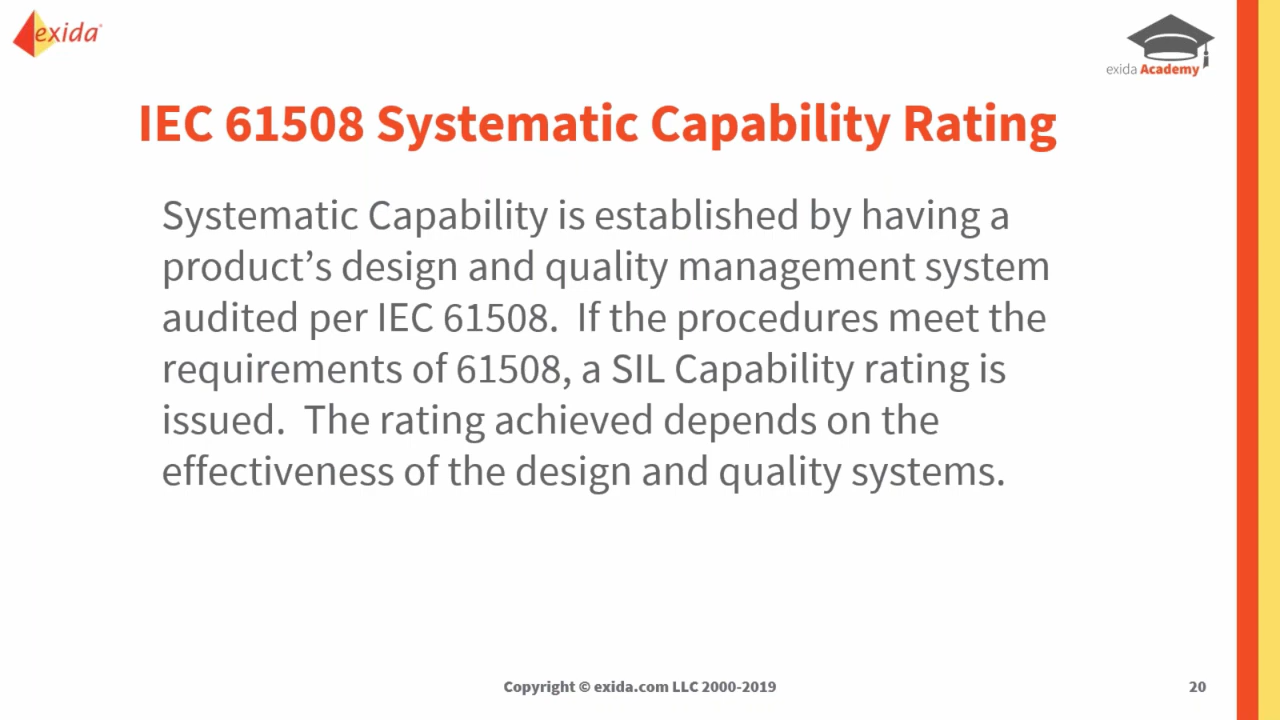 exida
exida Academy
IEC 61508 Systematic Capability Rating
Systematic Capability is established by having a
product’s design and quality management system
audited per IEC 61508.  If the procedures meet the
requirements of 61508, a SIL Capability rating is
issued.  The rating achieved depends on the
effectiveness of the design and quality systems.
Copyright © exida.com LLC 2000-2019
20